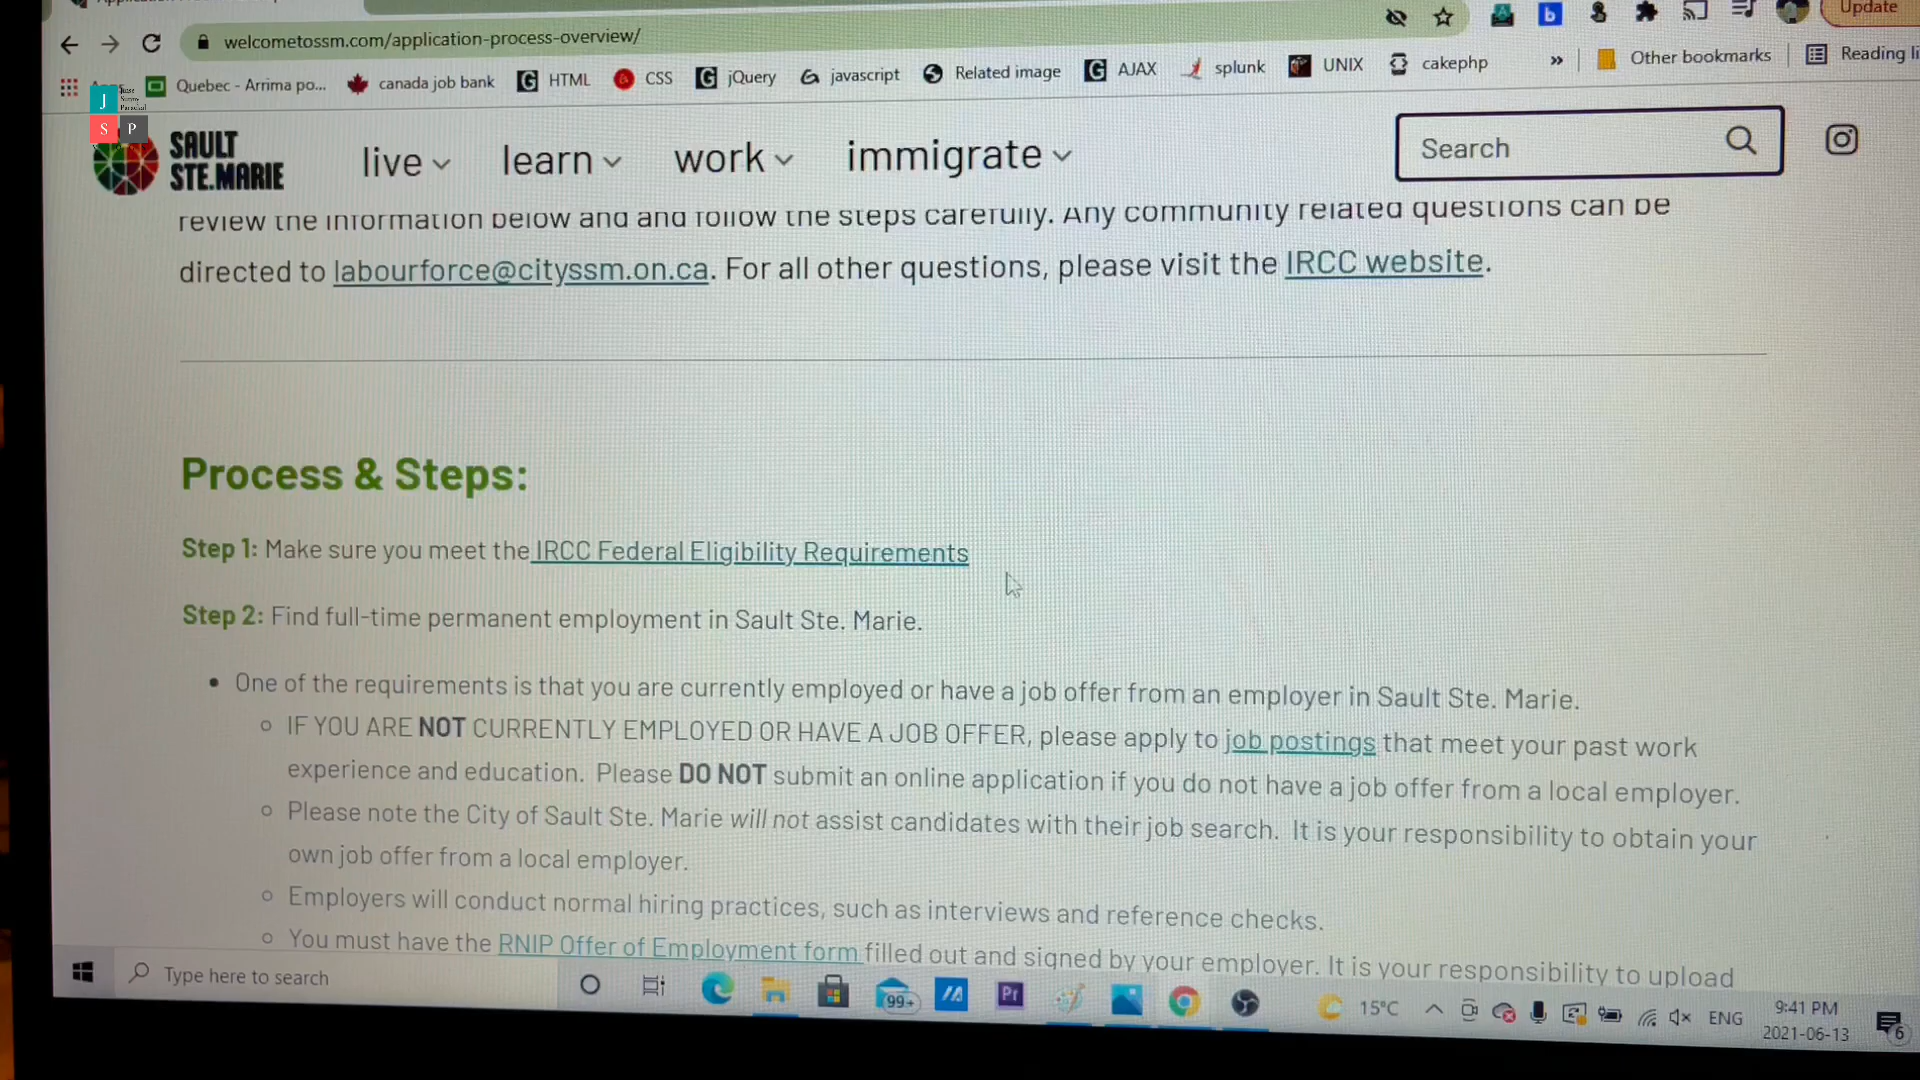 Update
welcometossm.com/application-process-overview/
Quebec - Arrima po...
canada job bank
HTML
CSS
jQuery
javascript
Related image
AJAX
splunk
UNIX
cakephp
»
Other bookmarks
Reading li
J
S P
SAULT
STE.MARIE
live
learn
work
immigrate
Search
review the information below and and follow the steps carefully. Any community related questions can be
directed to labourforce@cityssm.on.ca. For all other questions, please visit the IRCC website.
Process & Steps:
Step 1: Make sure you meet the IRCC Federal Eligibility Requirements
Step 2: Find full-time permanent employment in Sault Ste. Marie.
• One of the requirements is that you are currently employed or have a job offer from an employer in Sault Ste. Marie.
○ IF YOU ARE NOT CURRENTLY EMPLOYED OR HAVE A JOB OFFER, please apply to job postings that meet your past work
experience and education. Please DO NOT submit an online application if you do not have a job offer from a local employer.
○ Please note the City of Sault Ste. Marie will not assist candidates with their job search. It is your responsibility to obtain your
own job offer from a local employer.
○ Employers will conduct normal hiring practices, such as interviews and reference checks.
○ You must have the RNIP Offer of Employment form filled out and signed by your employer. It is your responsibility to upload
Type here to search
99+
Pr
15°C
ENG
9:41 PM
2021-06-13
6